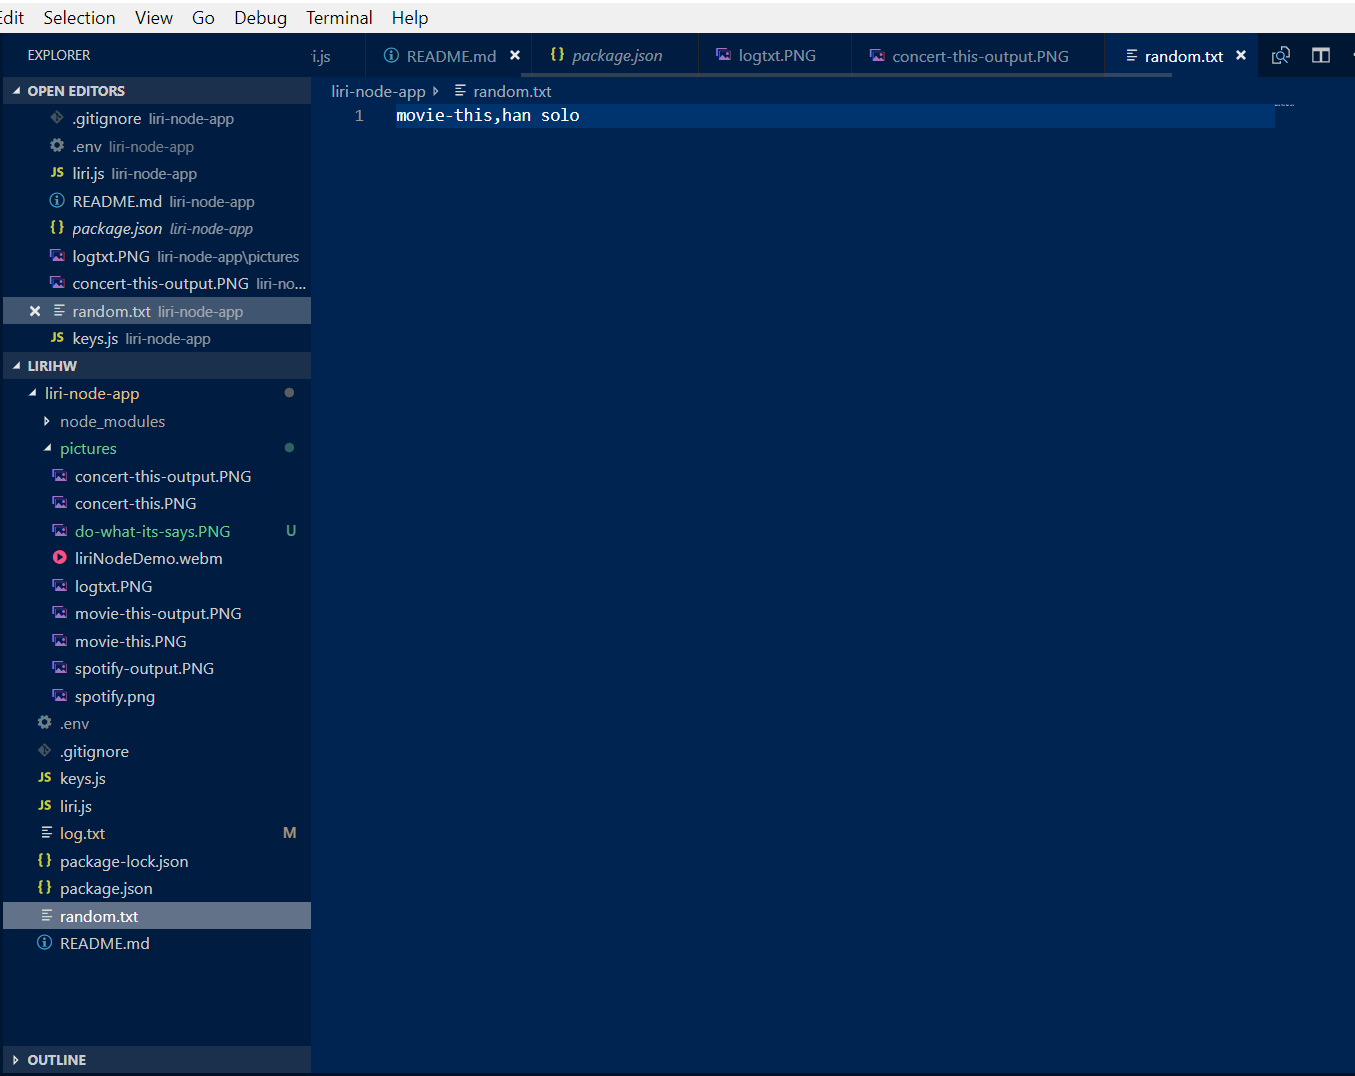 Edit Selection View Go Debug Terminal Help
EXPLORER
ri.js README.md package.json logtxt.PNG concert-this-output.PNG random.txt
OPEN EDITORS
.gitignore liri-node-app
.env liri-node-app
JS liri.js liri-node-app
README.md liri-node-app
{} package.json liri-node-app
logtxt.PNG liri-node-app\pictures
concert-this-output.PNG liri-no...
random.txt liri-node-app
JS keys.js liri-node-app
LIRIHW
liri-node-app
node_modules
pictures
concert-this-output.PNG
concert-this.PNG
do-what-its-says.PNG U
liriNodeDemo.webm
logtxt.PNG
movie-this-output.PNG
movie-this.PNG
spotify-output.PNG
spotify.png
.env
.gitignore
JS keys.js
JS liri.js
log.txt M
{} package-lock.json
{} package.json
random.txt
README.md
OUTLINE
liri-node-app random.txt
1 movie-this,han solo